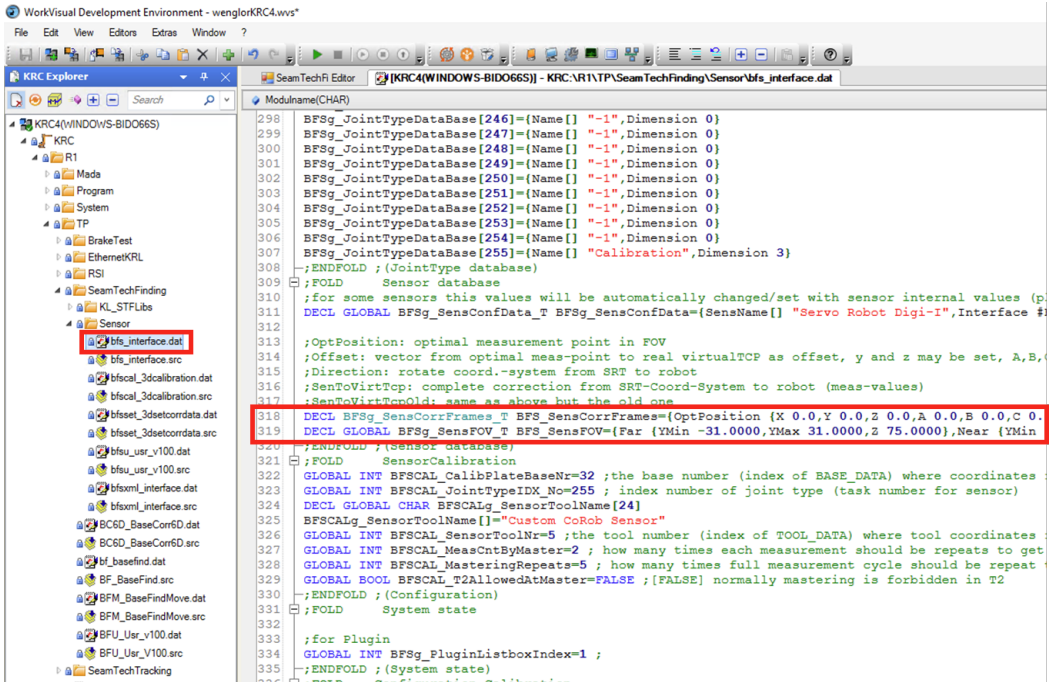 WorkVisual Development Environment - wenglorKRC4.wvs*
File Edit View Editors Extras Window ?
KRC Explorer
SeamTechFi Editor
[KRC4(WINDOWS-BIDO66S)] - KRC:\R1\TP\SeamTechFinding\Sensor\bfs_interface.dat
Search
Modulname(CHAR)
KRC4(WINDOWS-BIDO66S)
KRC
R1
Mada
Program
System
TP
BrakeTest
EthernetKRL
RSI
SeamTechFinding
KL_STFLibs
Sensor
bfs_interface.dat
bfs_interface.src
bfscal_3dcalibration.dat
bfscal_3dcalibration.src
bfsset_3dsetcorrdata.dat
bfsset_3dsetcorrdata.src
bfsu_usr_v100.dat
bfsu_usr_v100.src
bfsxml_interface.dat
bfsxml_interface.src
BC6D_BaseCorr6D.dat
BC6D_BaseCorr6D.src
bf_basefind.dat
BF_BaseFind.src
BFM_BaseFindMove.dat
BFM_BaseFindMove.src
BFU_Usr_v100.dat
BFU_Usr_V100.src
SeamTechTracking
298 BFSg_JointTypeDataBase[246]={Name[] "-1",Dimension 0}
299 BFSg_JointTypeDataBase[247]={Name[] "-1",Dimension 0}
300 BFSg_JointTypeDataBase[248]={Name[] "-1",Dimension 0}
301 BFSg_JointTypeDataBase[249]={Name[] "-1",Dimension 0}
302 BFSg_JointTypeDataBase[250]={Name[] "-1",Dimension 0}
303 BFSg_JointTypeDataBase[251]={Name[] "-1",Dimension 0}
304 BFSg_JointTypeDataBase[252]={Name[] "-1",Dimension 0}
305 BFSg_JointTypeDataBase[253]={Name[] "-1",Dimension 0}
306 BFSg_JointTypeDataBase[254]={Name[] "-1",Dimension 0}
307 BFSg_JointTypeDataBase[255]={Name[] "Calibration",Dimension 3}
308 ;ENDFOLD ;(JointType database)
309 ;FOLD Sensor database
310 ;for some sensors this values will be automatically changed/set with sensor internal values (p
311 DECL GLOBAL BFSg_SensConfData_T BFSg_SensConfData={SensName[] "Servo Robot Digi-I",Interface #
312
313 ;OptPosition: optimal measurement point in FOV
314 ;Offset: vector from optimal meas-point to real virtualTCP as offset, y and z may be set, A,B,
315 ;Direction: rotate coord.-system from SRT to robot
316 ;SenToVirtTcp: complete correction from SRT-Coord-System to robot (meas-values)
317 ;SenToVirtTcpOld: same as above but the old one
318 DECL BFSg_SensCorrFrames_T BFS_SensCorrFrames={OptPosition {X 0.0,Y 0.0,Z 0.0,A 0.0,B 0.0,C 0.
319 DECL GLOBAL BFSg_SensFOV_T BFS_SensFOV={Far {YMin -31.0000,YMax 31.0000,Z 75.0000},Near {YMin
320 ;ENDFOLD ;(Sensor database)
321 ;FOLD SensorCalibration
322 GLOBAL INT BFSCAL_CalibPlateBaseNr=32 ;the base number (index of BASE_DATA) where coordinates
323 GLOBAL INT BFSCAL_JointTypeIDX_No=255 ; index number of joint type (task number for sensor)
324 DECL GLOBAL CHAR BFSCALg_SensorToolName[24]
325 BFSCALg_SensorToolName[]="Custom CoRob Sensor"
326 GLOBAL INT BFSCAL_SensorToolNr=5 ;the tool number (index of TOOL_DATA) where tool coordinates
327 GLOBAL INT BFSCAL_MeasCntByMaster=2 ; how many times each measurement should be repeats to get
328 GLOBAL INT BFSCAL_MasteringRepeats=5 ; how many times full measurement cycle should be repeat
329 GLOBAL BOOL BFSCAL_T2AllowedAtMaster=FALSE ;[FALSE] normally mastering is forbidden in T2
330 ;ENDFOLD ;(Configuration)
331 ;FOLD System state
332
333 ;for Plugin
334 GLOBAL INT BFSg_PluginListboxIndex=1 ;
335 ;ENDFOLD ;(System state)